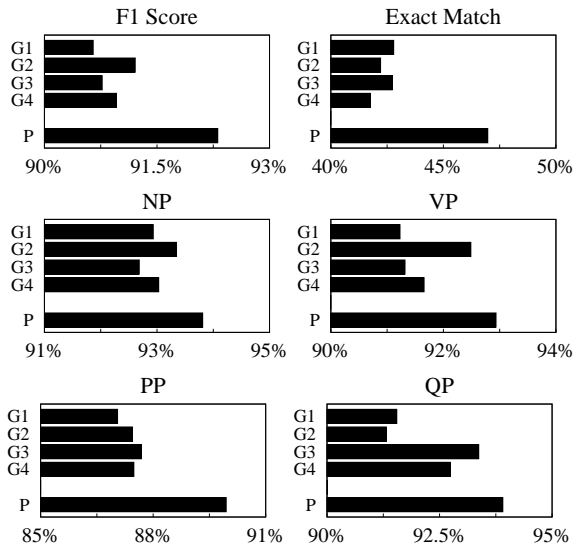 F1 Score
G1
G2
G3
G4
P
90% 91.5% 93%
Exact Match
G1
G2
G3
G4
P
40% 45% 50%
NP
G1
G2
G3
G4
P
91% 93% 95%
VP
G1
G2
G3
G4
P
90% 92% 94%
PP
G1
G2
G3
G4
P
85% 88% 91%
QP
G1
G2
G3
G4
P
90% 92.5% 95%